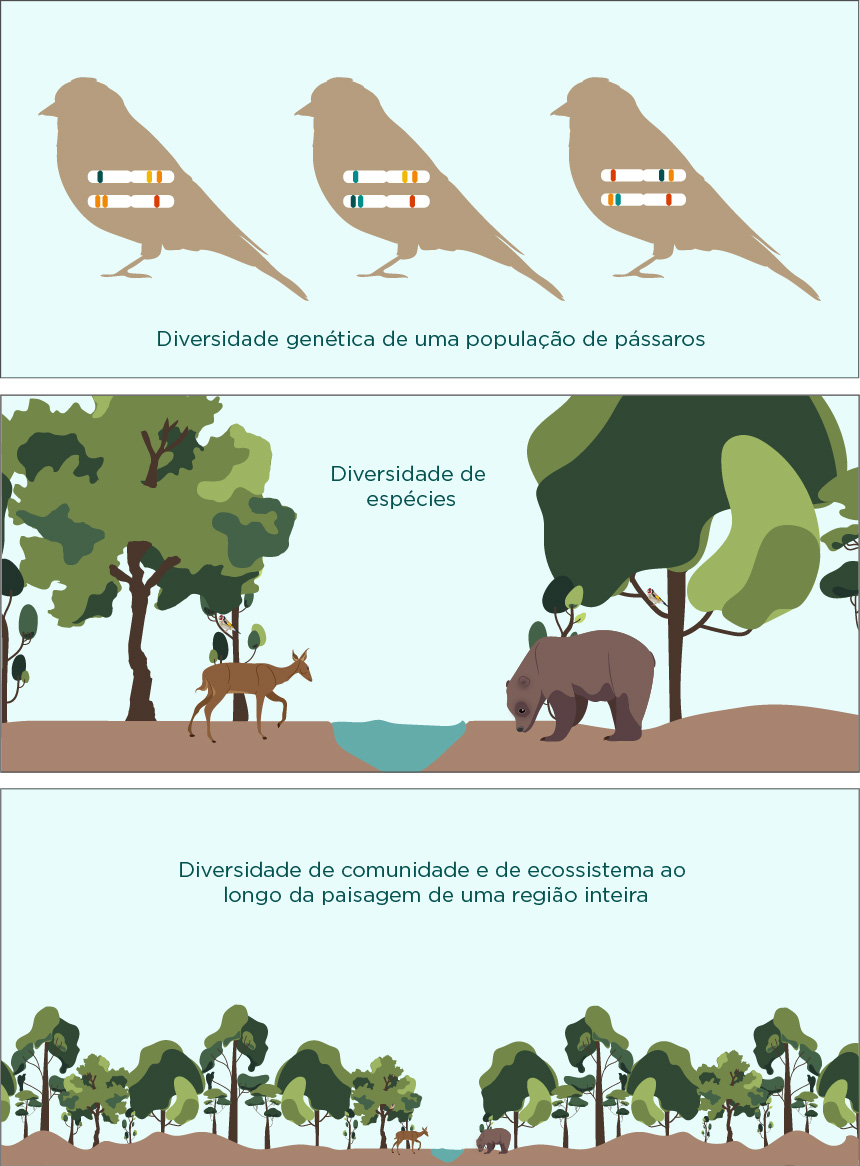 Diversidade genética de uma população de pássaros
Diversidade de
espécies
Diversidade de comunidade e de ecossistema ao
longo da paisagem de uma região inteira